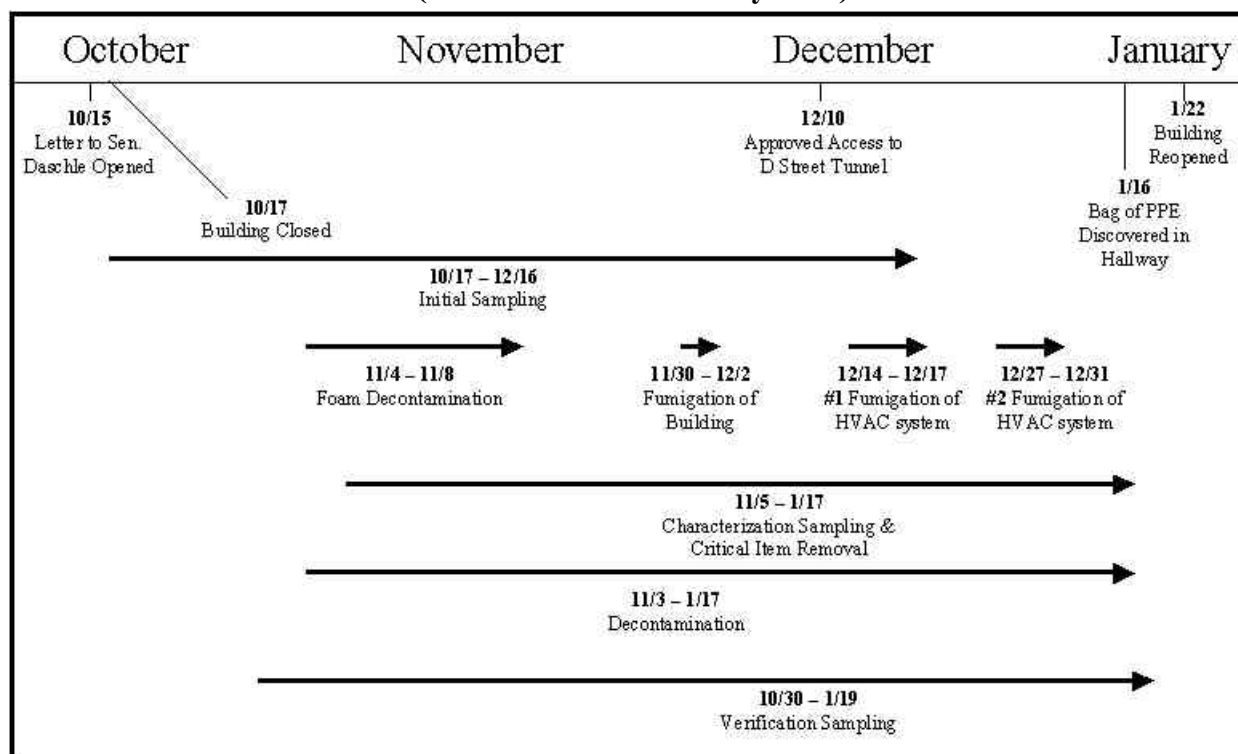 October November December January
10/15
Letter to Sen.
Daschle Opened
10/17
Building Closed
12/10
Approved Access to
D Street Tunnel
1/16
Bag of PPE
Discovered in
Hallway
1/22
Building
Reopened
10/17 – 12/16
Initial Sampling
11/4 – 11/8
Foam Decontamination
11/30 – 12/2
Fumigation of
Building
12/14 – 12/17
#1 Fumigation of
HVAC system
12/27 – 12/31
#2 Fumigation of
HVAC system
11/5 – 1/17
Characterization Sampling &
Critical Item Removal
11/3 – 1/17
Decontamination
10/30 – 1/19
Verification Sampling